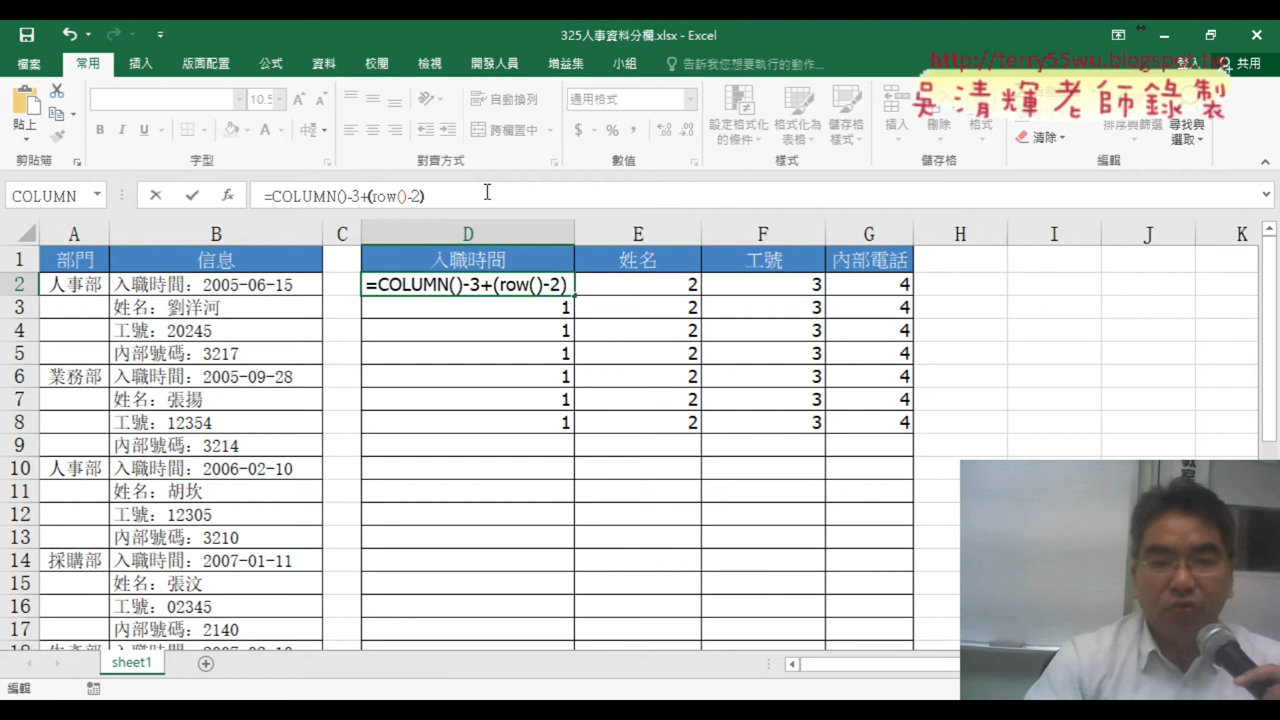 325人事資料分欄.xlsx - Excel
檔案 常用 插入 版面配置 公式 資料 校閱 檢視 開發人員 增益集 小組 告訴我您想要執行的動作... 登入 共用
http://terry55wu.blogspot.tw
吳清輝老師錄製
貼上 10.5 A A 自動換列 通用格式 設定格式化的條件 格式化為表格 儲存格樣式 插入 刪除 格式 清除 排序與篩選 尋找與選取
B I U A 中 跨欄置中 $ % ,
剪貼簿 字型 對齊方式 數值 樣式 儲存格 編輯
COLUMN fx =COLUMN()-3+(row()-2)
A B C D E F G H I J K
1 部門 信息 入職時間 姓名 工號 內部電話
2 人事部 入職時間：2005-06-15 =COLUMN()-3+(row()-2) 2 3 4
3 姓名：劉洋河 1 2 3 4
4 工號：20245 1 2 3 4
5 內部號碼：3217 1 2 3 4
6 業務部 入職時間：2005-09-28 1 2 3 4
7 姓名：張揚 1 2 3 4
8 工號：12354 1 2 3 4
9 內部號碼：3214
10 人事部 入職時間：2006-02-10
11 姓名：胡坎
12 工號：12305
13 內部號碼：3210
14 採購部 入職時間：2007-01-11
15 姓名：張汶
16 工號：02345
17 內部號碼：2140
sheet1
編輯